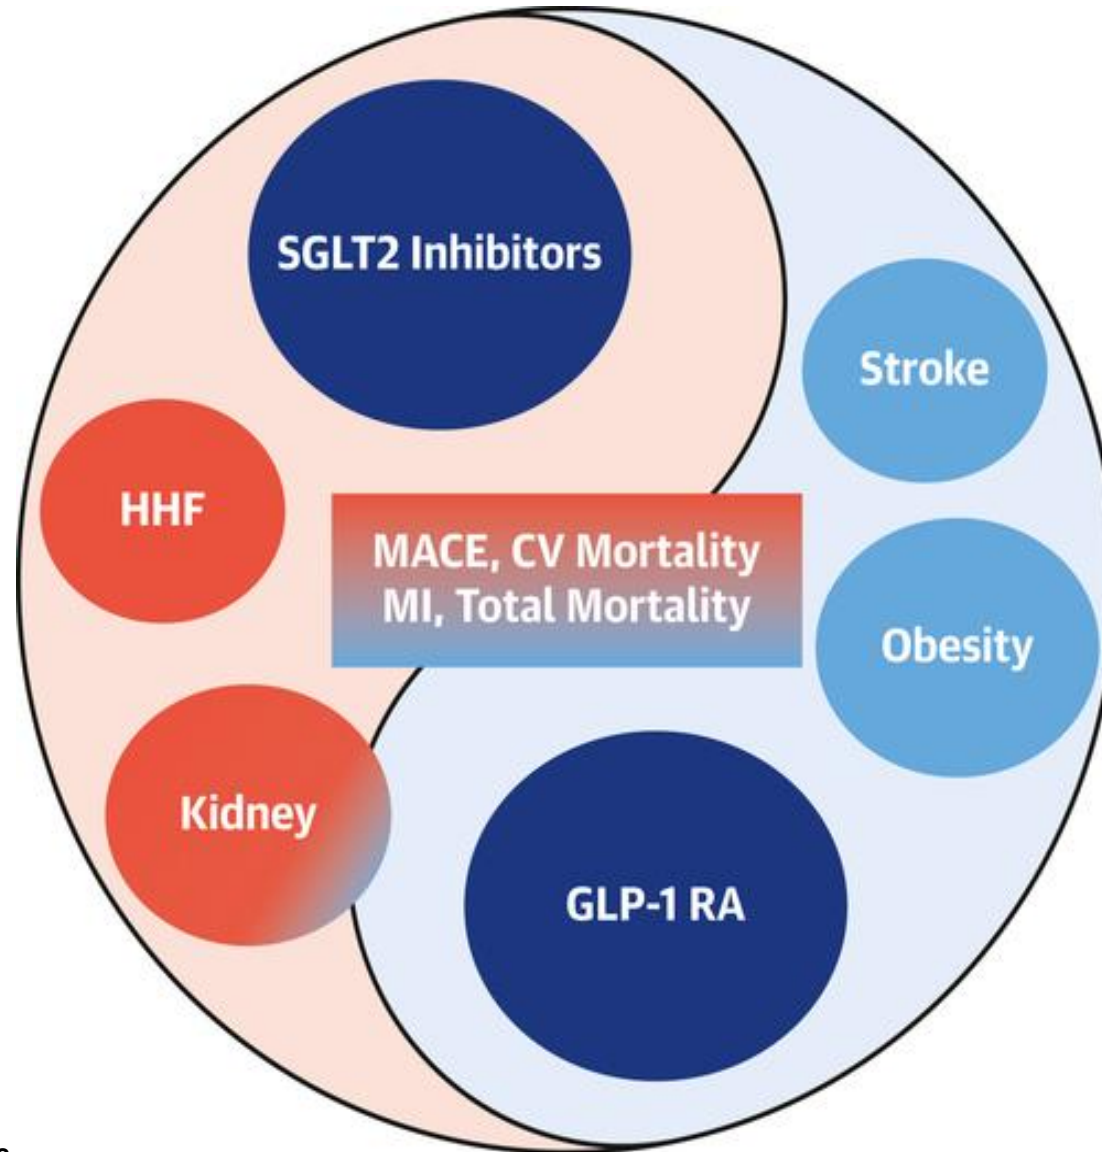 SGLT2 Inhibitors
Stroke
HHF
MACE, CV Mortality
MI, Total Mortality
Obesity
Kidney
GLP-1 RA